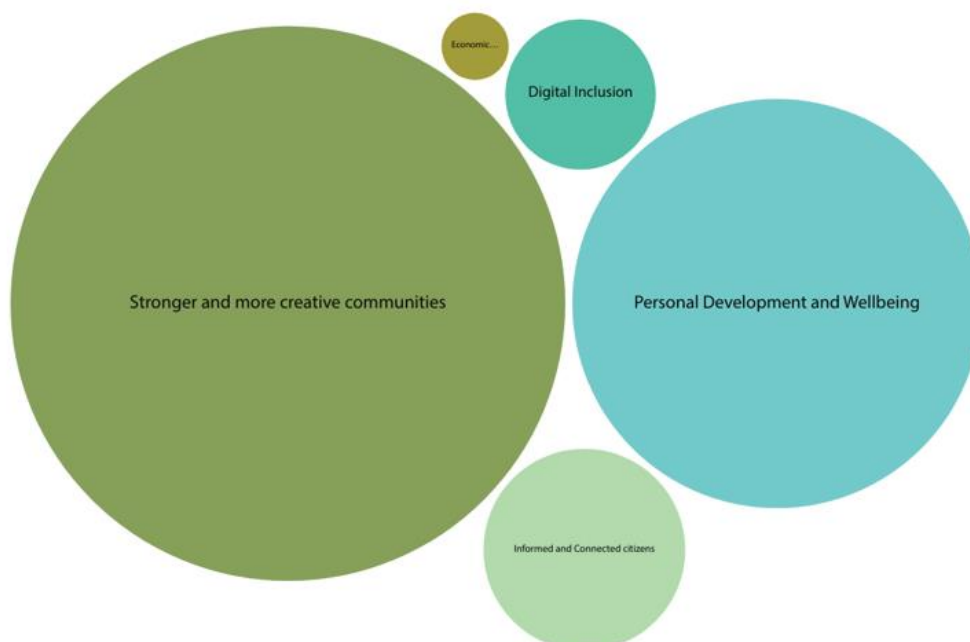 Economic....
Digital Inclusion
Stronger and more creative communities
Personal Development and Wellbeing
Informed and Connected citizens